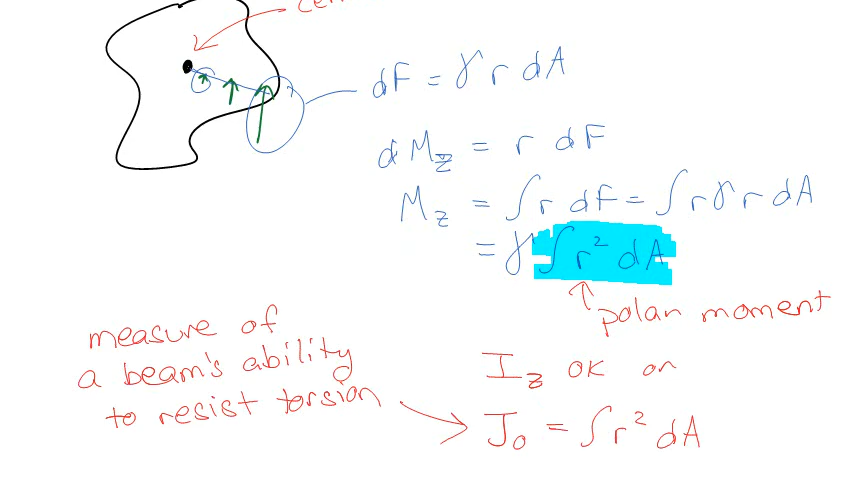 dF = γ r dA
dM_z = r dF
M_z = ∫ r dF = ∫ r γ r dA
= γ ∫ r² dA
polar moment
measure of
a beam's ability
to resist torsion
I_z ok or
J_o = ∫ r² dA